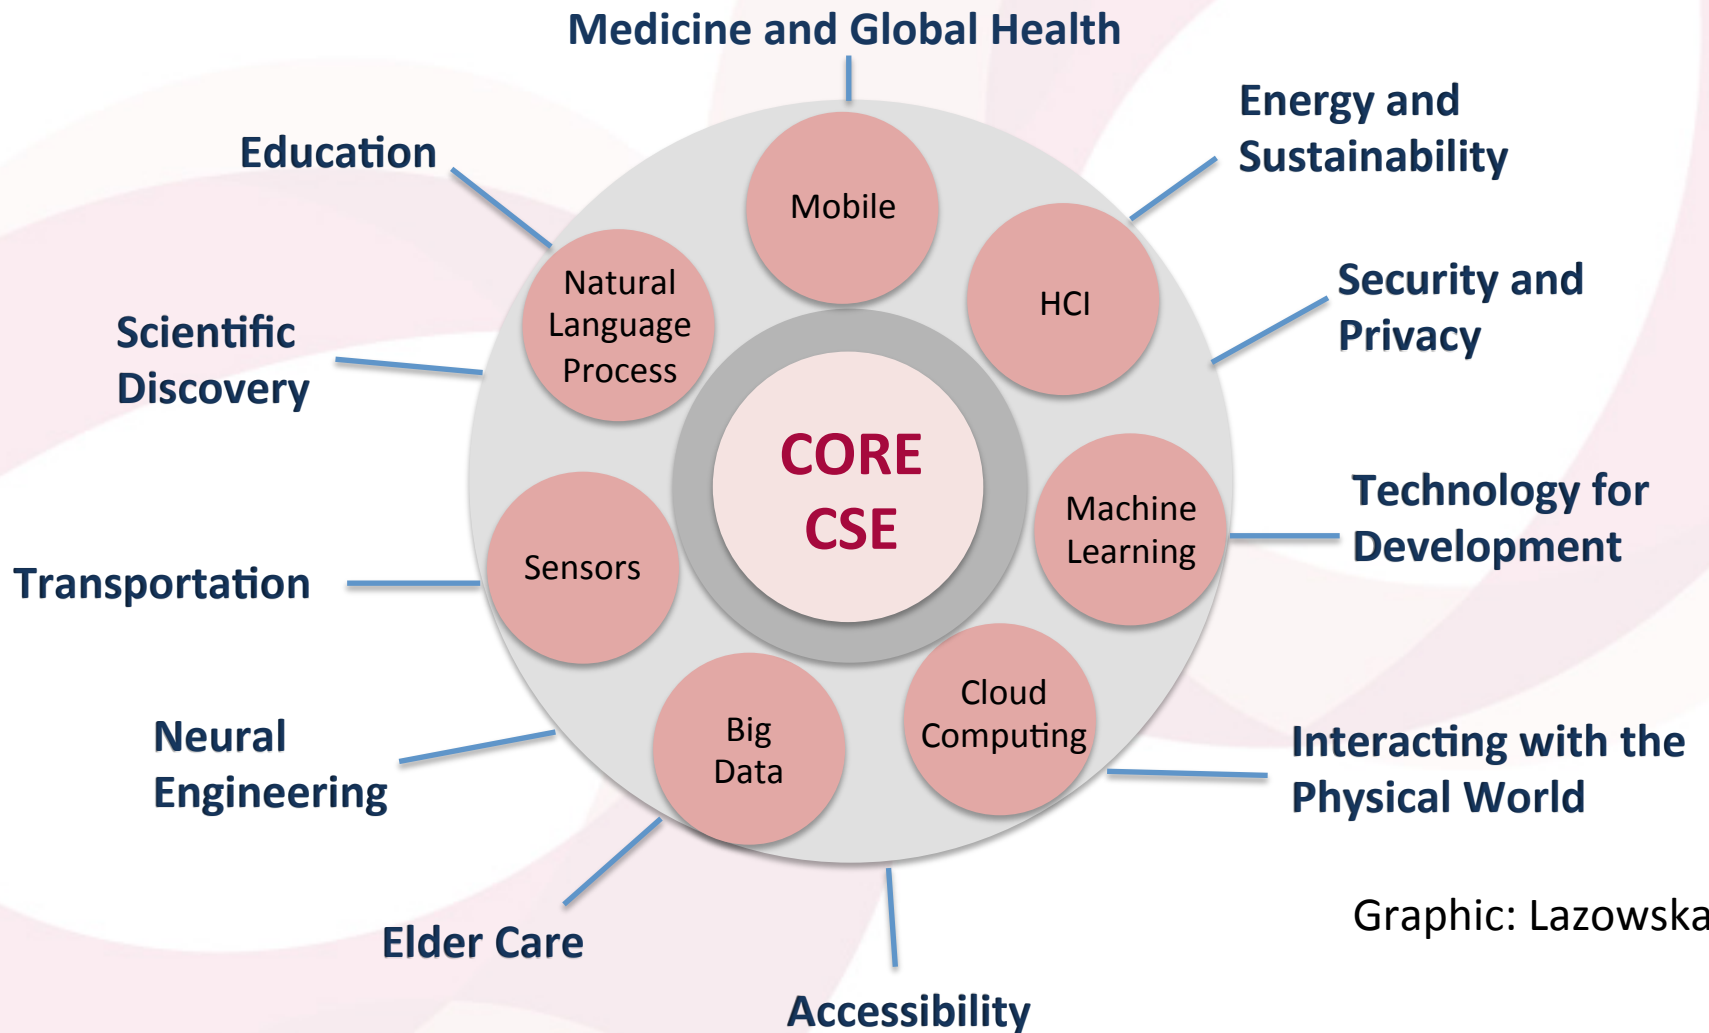 Medicine and Global Health
Energy and
Sustainability
Education
Mobile
Security and
Privacy
HCI
Natural
Language
Process
Scientific
Discovery
CORE
CSE
Machine
Learning
Technology for
Development
Sensors
Transportation
Cloud
Computing
Big
Data
Neural
Engineering
Interacting with the
Physical World
Elder Care
Graphic: Lazowska
Accessibility